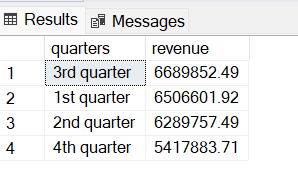 Results Messages
quarters revenue
1 3rd quarter 6689852.49
2 1st quarter 6506601.92
3 2nd quarter 6289757.49
4 4th quarter 5417883.71